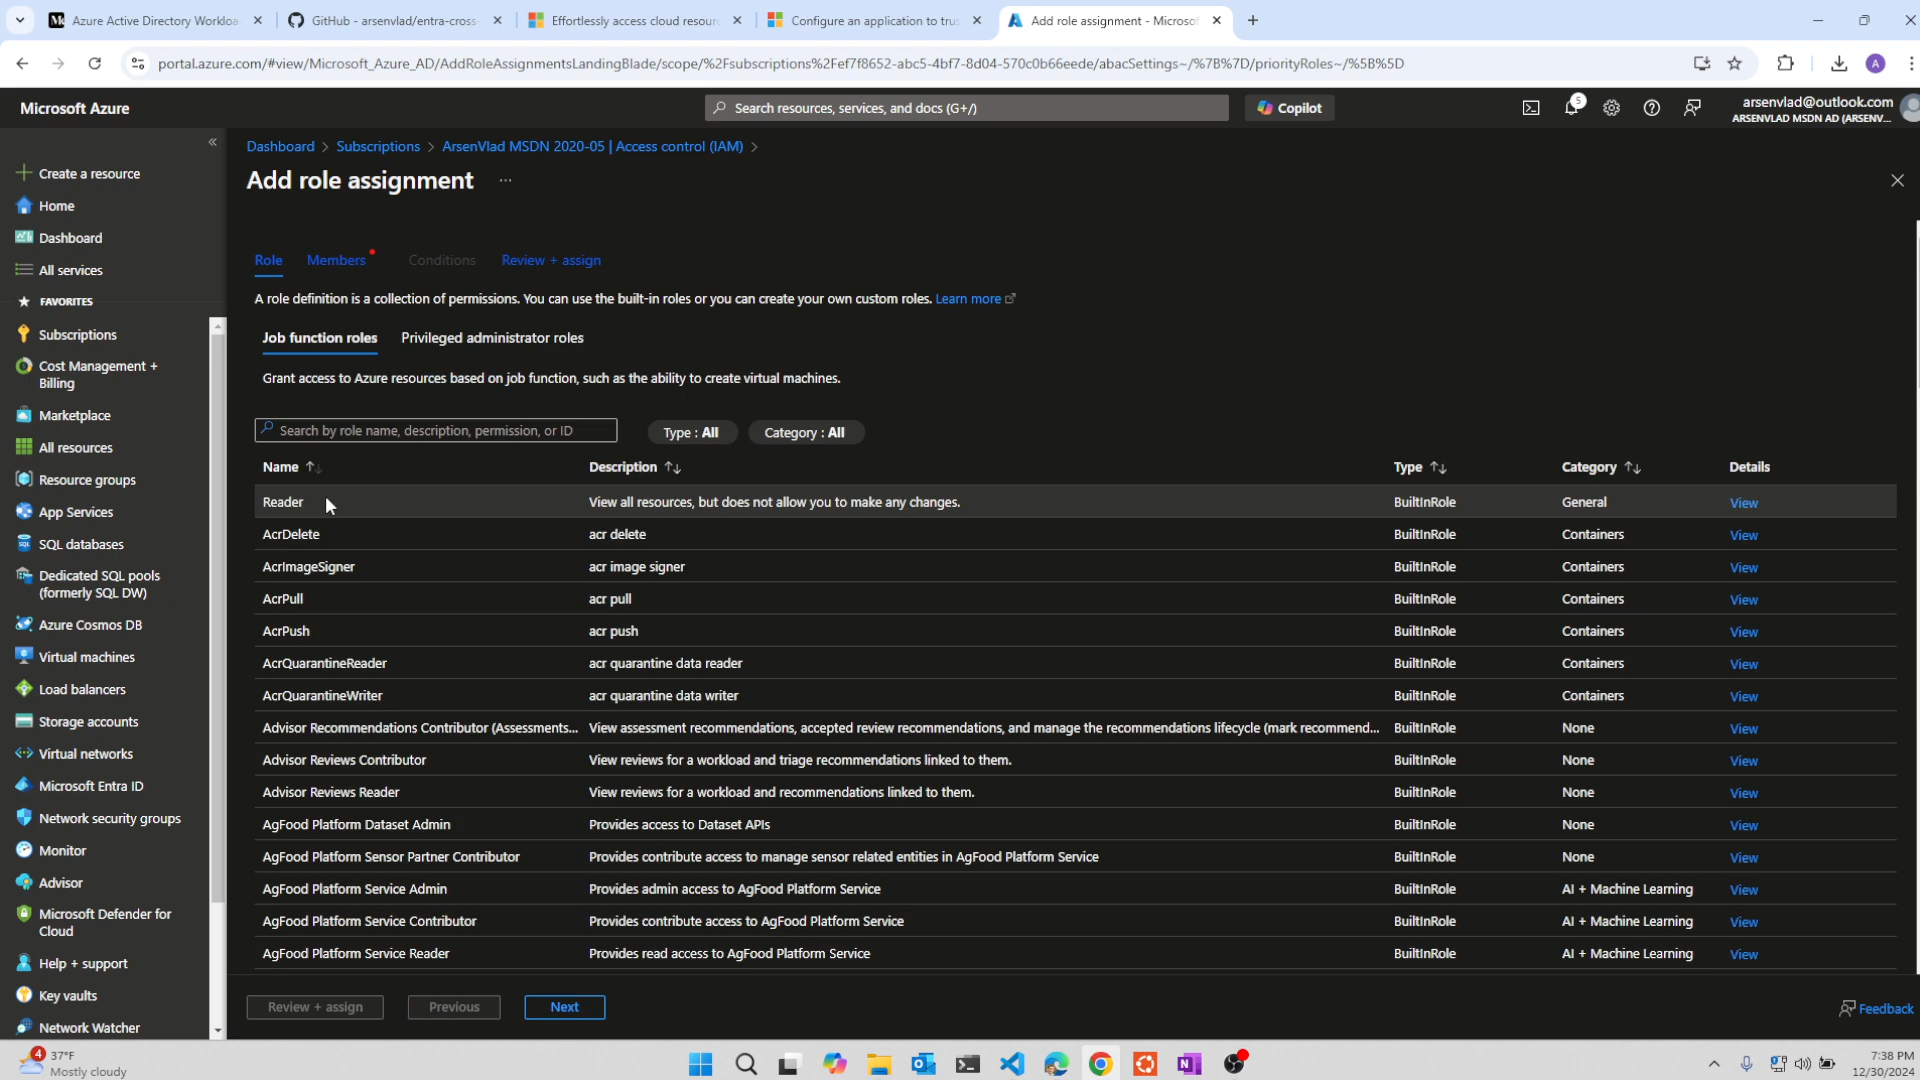 Azure Active Directory Workloa
GitHub - arsenvlad/entra-cross-
Effortlessly access cloud resour
Configure an application to trus
Add role assignment - Microsof
portal.azure.com/#view/Microsoft_Azure_AD/AddRoleAssignmentsLandingBlade/scope/%2Fsubscriptions%2Fef7f8652-abc5-4bf7-8d04-570c0b66eede/abacSettings~/%7B%7D/priorityRoles~/%5B%5D
A
Microsoft Azure
Search resources, services, and docs (G+/)
Copilot
5
arsenvlad@outlook.com
ARSENVLAD MSDN AD (ARSENV...
Create a resource
Home
Dashboard
All services
FAVORITES
Subscriptions
Cost Management +
Billing
Marketplace
All resources
Resource groups
App Services
SQL databases
Dedicated SQL pools
(formerly SQL DW)
Azure Cosmos DB
Virtual machines
Load balancers
Storage accounts
Virtual networks
Microsoft Entra ID
Network security groups
Monitor
Advisor
Microsoft Defender for
Cloud
Help + support
Key vaults
Network Watcher
Dashboard > Subscriptions > ArsenVlad MSDN 2020-05 | Access control (IAM) >
Add role assignment ...
Role Members Conditions Review + assign
A role definition is a collection of permissions. You can use the built-in roles or you can create your own custom roles. Learn more
Job function roles Privileged administrator roles
Grant access to Azure resources based on job function, such as the ability to create virtual machines.
Search by role name, description, permission, or ID Type : All Category : All
Name Description Type Category Details
Reader View all resources, but does not allow you to make any changes. BuiltInRole General View
AcrDelete acr delete BuiltInRole Containers View
AcrImageSigner acr image signer BuiltInRole Containers View
AcrPull acr pull BuiltInRole Containers View
AcrPush acr push BuiltInRole Containers View
AcrQuarantineReader acr quarantine data reader BuiltInRole Containers View
AcrQuarantineWriter acr quarantine data writer BuiltInRole Containers View
Advisor Recommendations Contributor (Assessments... View assessment recommendations, accepted review recommendations, and manage the recommendations lifecycle (mark recommend... BuiltInRole None View
Advisor Reviews Contributor View reviews for a workload and triage recommendations linked to them. BuiltInRole None View
Advisor Reviews Reader View reviews for a workload and recommendations linked to them. BuiltInRole None View
AgFood Platform Dataset Admin Provides access to Dataset APIs BuiltInRole None View
AgFood Platform Sensor Partner Contributor Provides contribute access to manage sensor related entities in AgFood Platform Service BuiltInRole None View
AgFood Platform Service Admin Provides admin access to AgFood Platform Service BuiltInRole AI + Machine Learning View
AgFood Platform Service Contributor Provides contribute access to AgFood Platform Service BuiltInRole AI + Machine Learning View
AgFood Platform Service Reader Provides read access to AgFood Platform Service BuiltInRole AI + Machine Learning View
Review + assign Previous Next
Feedback
4
37°F
Mostly cloudy
7:38 PM
12/30/2024